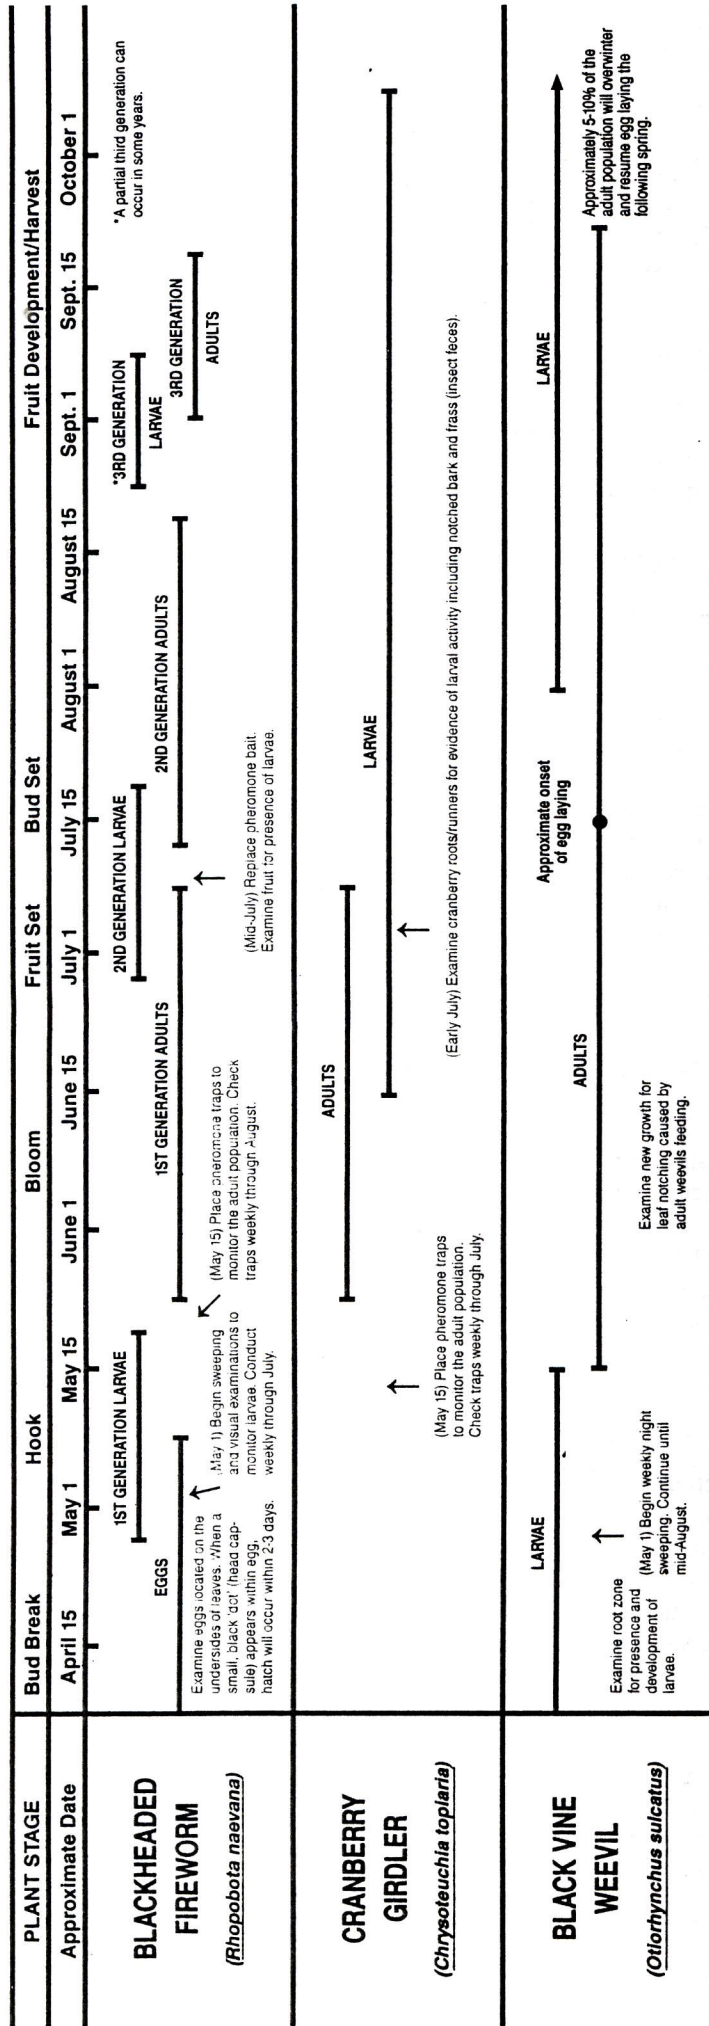 PLANT STAGE
Bud Break
Hook
Bloom
Fruit Set
Bud Set
Fruit Development/Harvest
Approximate Date
April 15
May 1
May 15
June 1
June 15
July 1
July 15
August 1
August 15
Sept. 1
Sept. 15
October 1
BLACKHEADED
FIREWORM
(Rhopobota naevana)
1ST GENERATION LARVAE
2ND GENERATION LARVAE
*3RD GENERATION
LARVAE
*A partial third generation can
occur in some years.
EGGS
1ST GENERATION ADULTS
2ND GENERATION ADULTS
3RD GENERATION
ADULTS
Examine eggs located on the
undersides of leaves. When a
small, black 'dot' (head cap-
sule) appears within egg,
hatch will occur within 2-3 days.
(May 1) Begin sweeping
and visual examinations to
monitor larvae. Conduct
weekly through July.
(May 15) Place pheromone traps to
monitor the adult population. Check
traps weekly through August.
(Mid-July) Replace pheromone bait.
Examine fruit for presence of larvae.
CRANBERRY
GIRDLER
(Chrysoteuchia toplaria)
ADULTS
LARVAE
(May 15) Place pheromone traps
to monitor the adult population.
Check traps weekly through July.
(Early July) Examine cranberry roots/runners for evidence of larval activity including notched bark and frass (insect feces).
BLACK VINE
WEEVIL
(Otiorhynchus sulcatus)
LARVAE
Approximate onset
of egg laying
LARVAE
ADULTS
Examine root zone
for presence and
development of
larvae.
(May 1) Begin weekly night
sweeping. Continue until
mid-August.
Examine new growth for
leaf notching caused by
adult weevils feeding.
Approximately 5-10% of the
adult population will overwinter
and resume egg laying the
following spring.